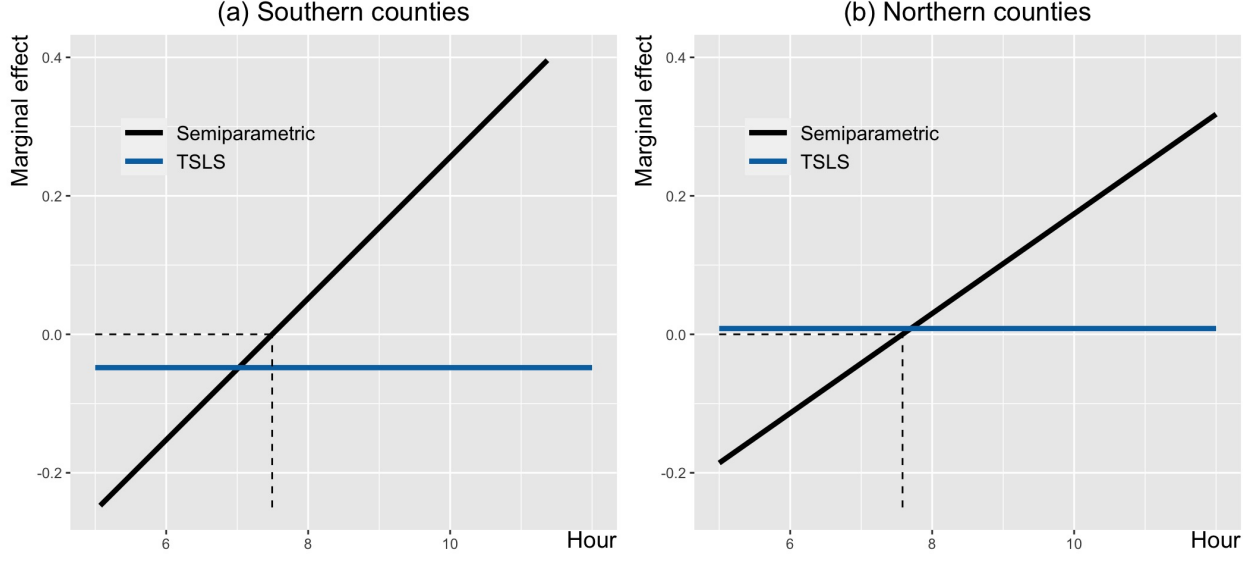 (a) Southern counties
Marginal effect
0.4
0.2
0.0
-0.2
Semiparametric
TSLS
6
8
10
Hour
(b) Northern counties
Marginal effect
0.4
0.2
0.0
-0.2
Semiparametric
TSLS
6
8
10
Hour